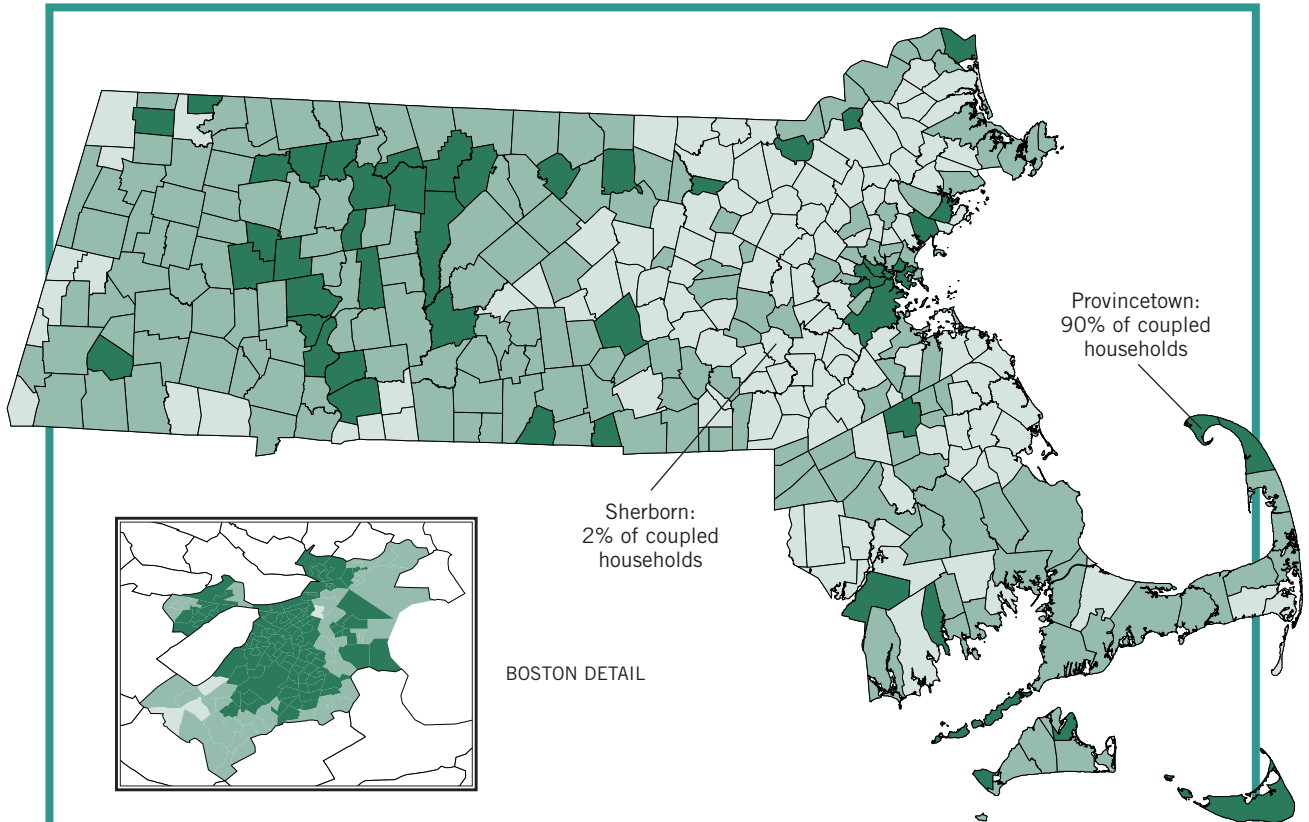 Provincetown:
90% of coupled
households
Sherborn:
2% of coupled
households
BOSTON DETAIL